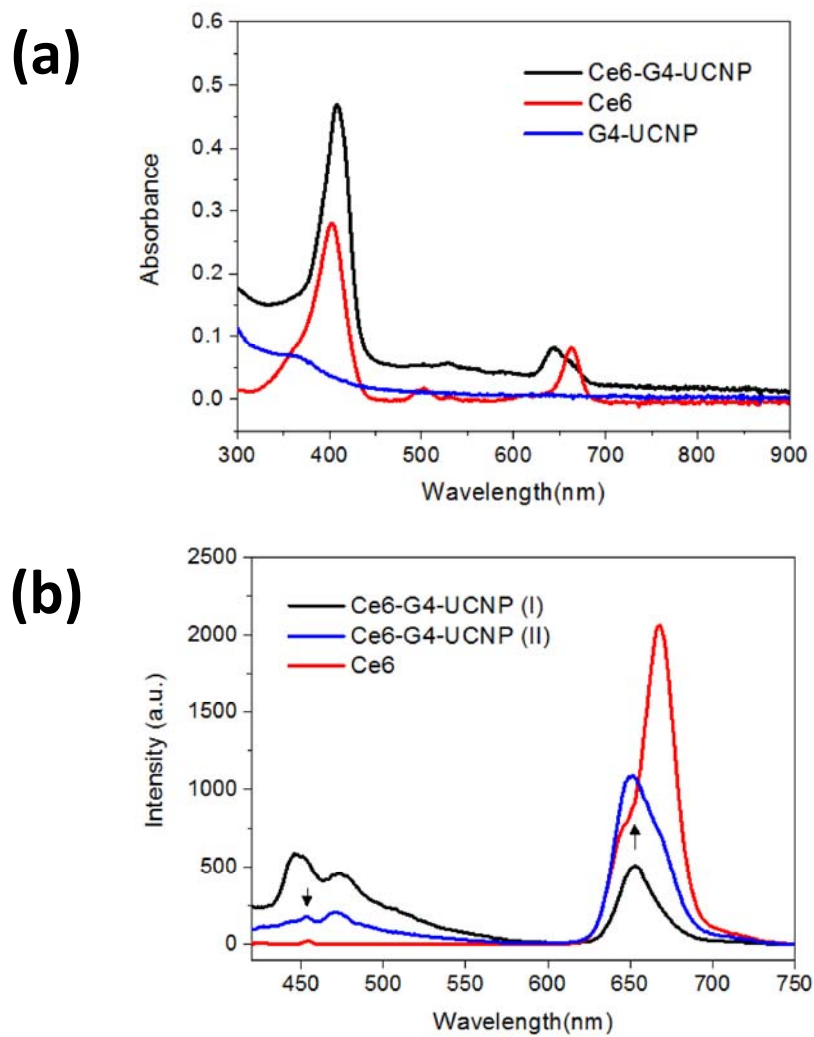 (a)
0.6
0.5
0.4
0.3
0.2
0.1
0.0
Absorbance
Ce6-G4-UCNP
Ce6
G4-UCNP
300 400 500 600 700 800 900
Wavelength(nm)
(b)
2500
2000
1500
1000
500
0
Intensity (a.u.)
Ce6-G4-UCNP (I)
Ce6-G4-UCNP (II)
Ce6
450 500 550 600 650 700 750
Wavelength(nm)